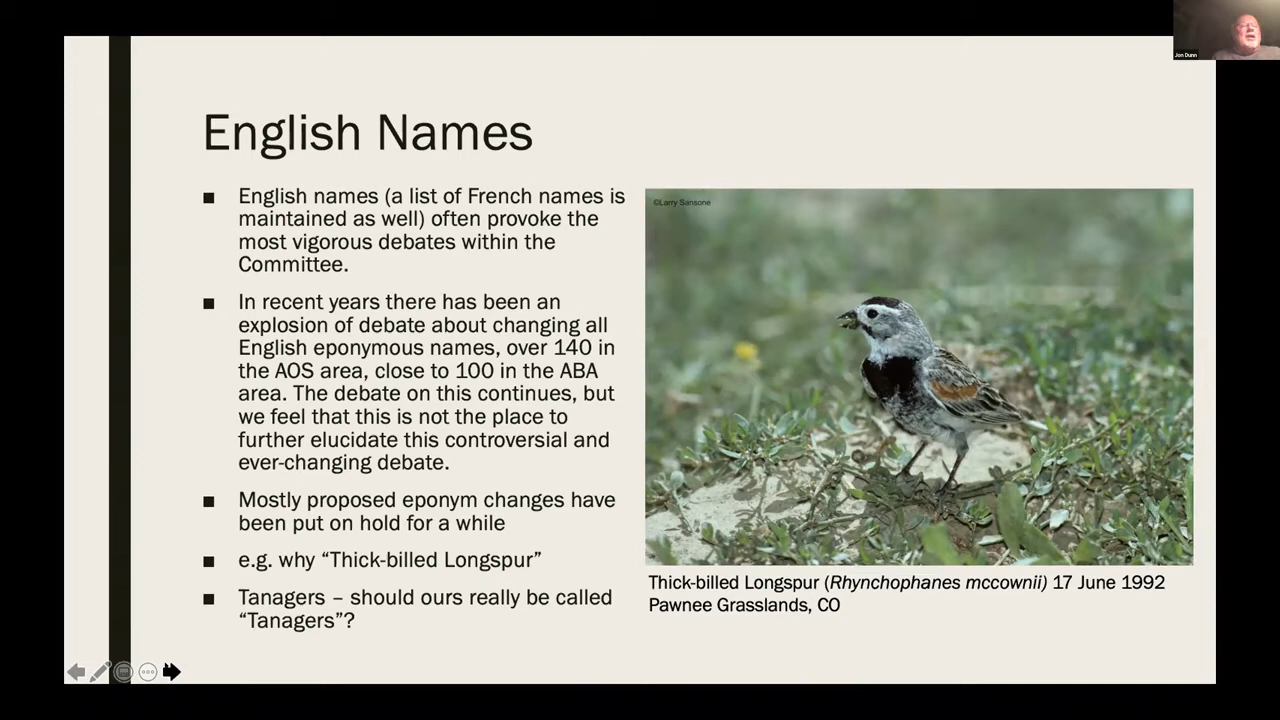 Jon Dunn
English Names
■ English names (a list of French names is
maintained as well) often provoke the
most vigorous debates within the
Committee.
■ In recent years there has been an
explosion of debate about changing all
English eponymous names, over 140 in
the AOS area, close to 100 in the ABA
area. The debate on this continues, but
we feel that this is not the place to
further elucidate this controversial and
ever-changing debate.
■ Mostly proposed eponym changes have
been put on hold for a while
■ e.g. why “Thick-billed Longspur”
■ Tanagers – should ours really be called
“Tanagers”?
©Larry Sansone
Thick-billed Longspur (Rhynchophanes mccownii) 17 June 1992
Pawnee Grasslands, CO